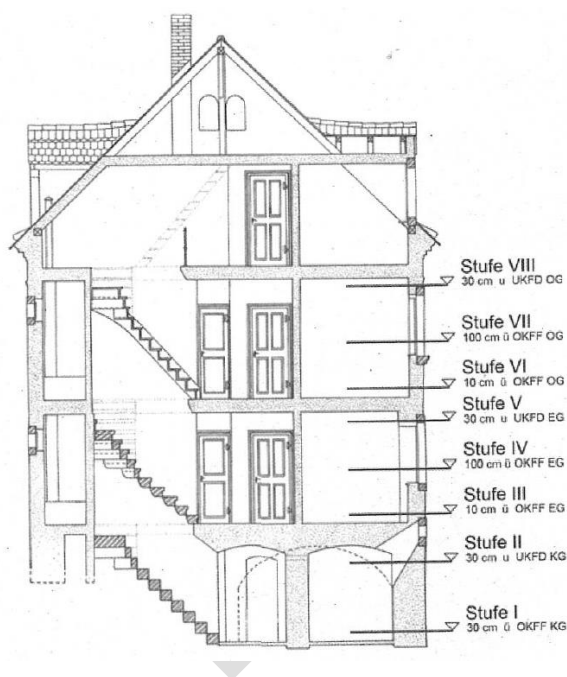 Stufe VIII
30 cm u UKFD OG
Stufe VII
100 cm ü OKFF OG
Stufe VI
10 cm ü OKFF OG
Stufe V
30 cm u UKFD EG
Stufe IV
100 cm ü OKFF EG
Stufe III
10 cm ü OKFF EG
Stufe II
30 cm u UKFD KG
Stufe I
30 cm ü OKFF KG